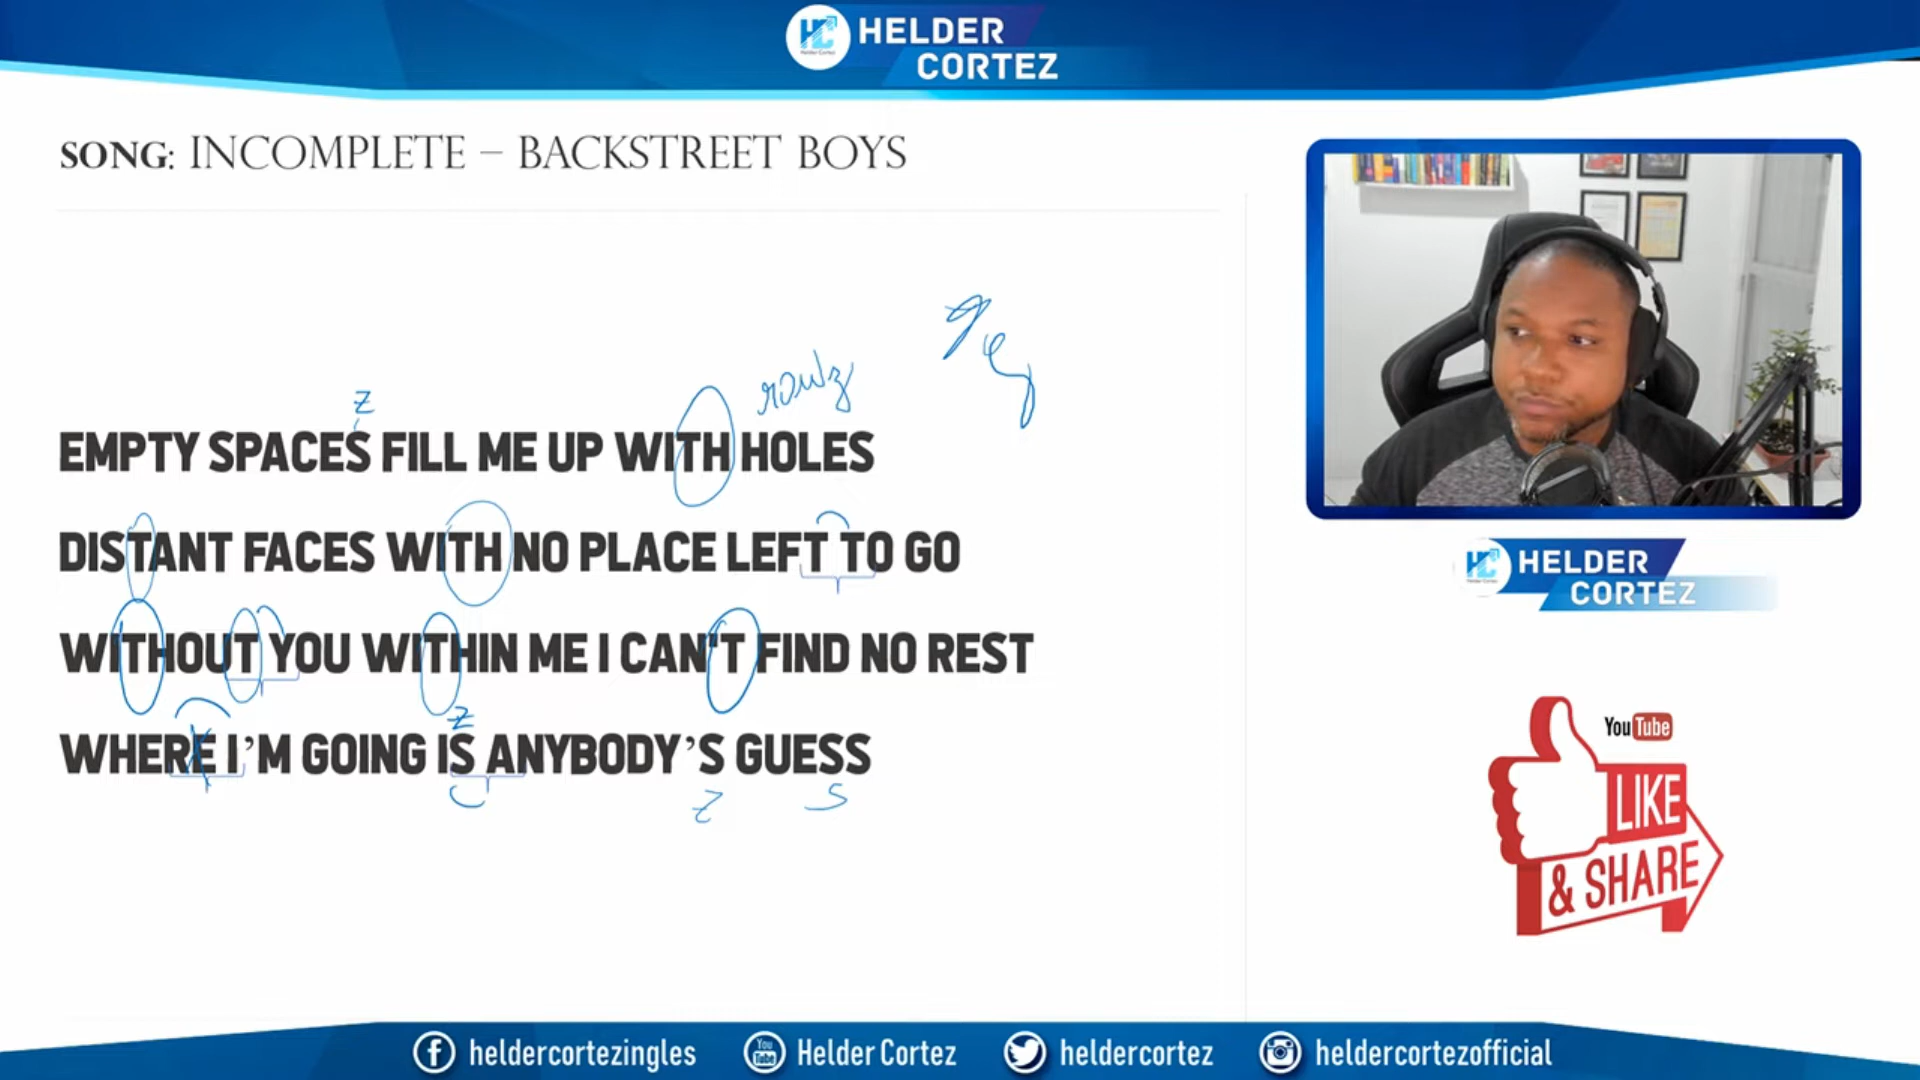 HELDER
CORTEZ
SONG: INCOMPLETE – BACKSTREET BOYS
z
rowlz
EMPTY SPACES FILL ME UP WITH HOLES
DISTANT FACES WITH NO PLACE LEFT TO GO
WITHOUT YOU WITHIN ME I CAN'T FIND NO REST
z
WHERE I'M GOING IS ANYBODY'S GUESS
z s
HELDER
CORTEZ
YouTube
LIKE
& SHARE
heldercortezingles
Helder Cortez
heldercortez
heldercortezofficial